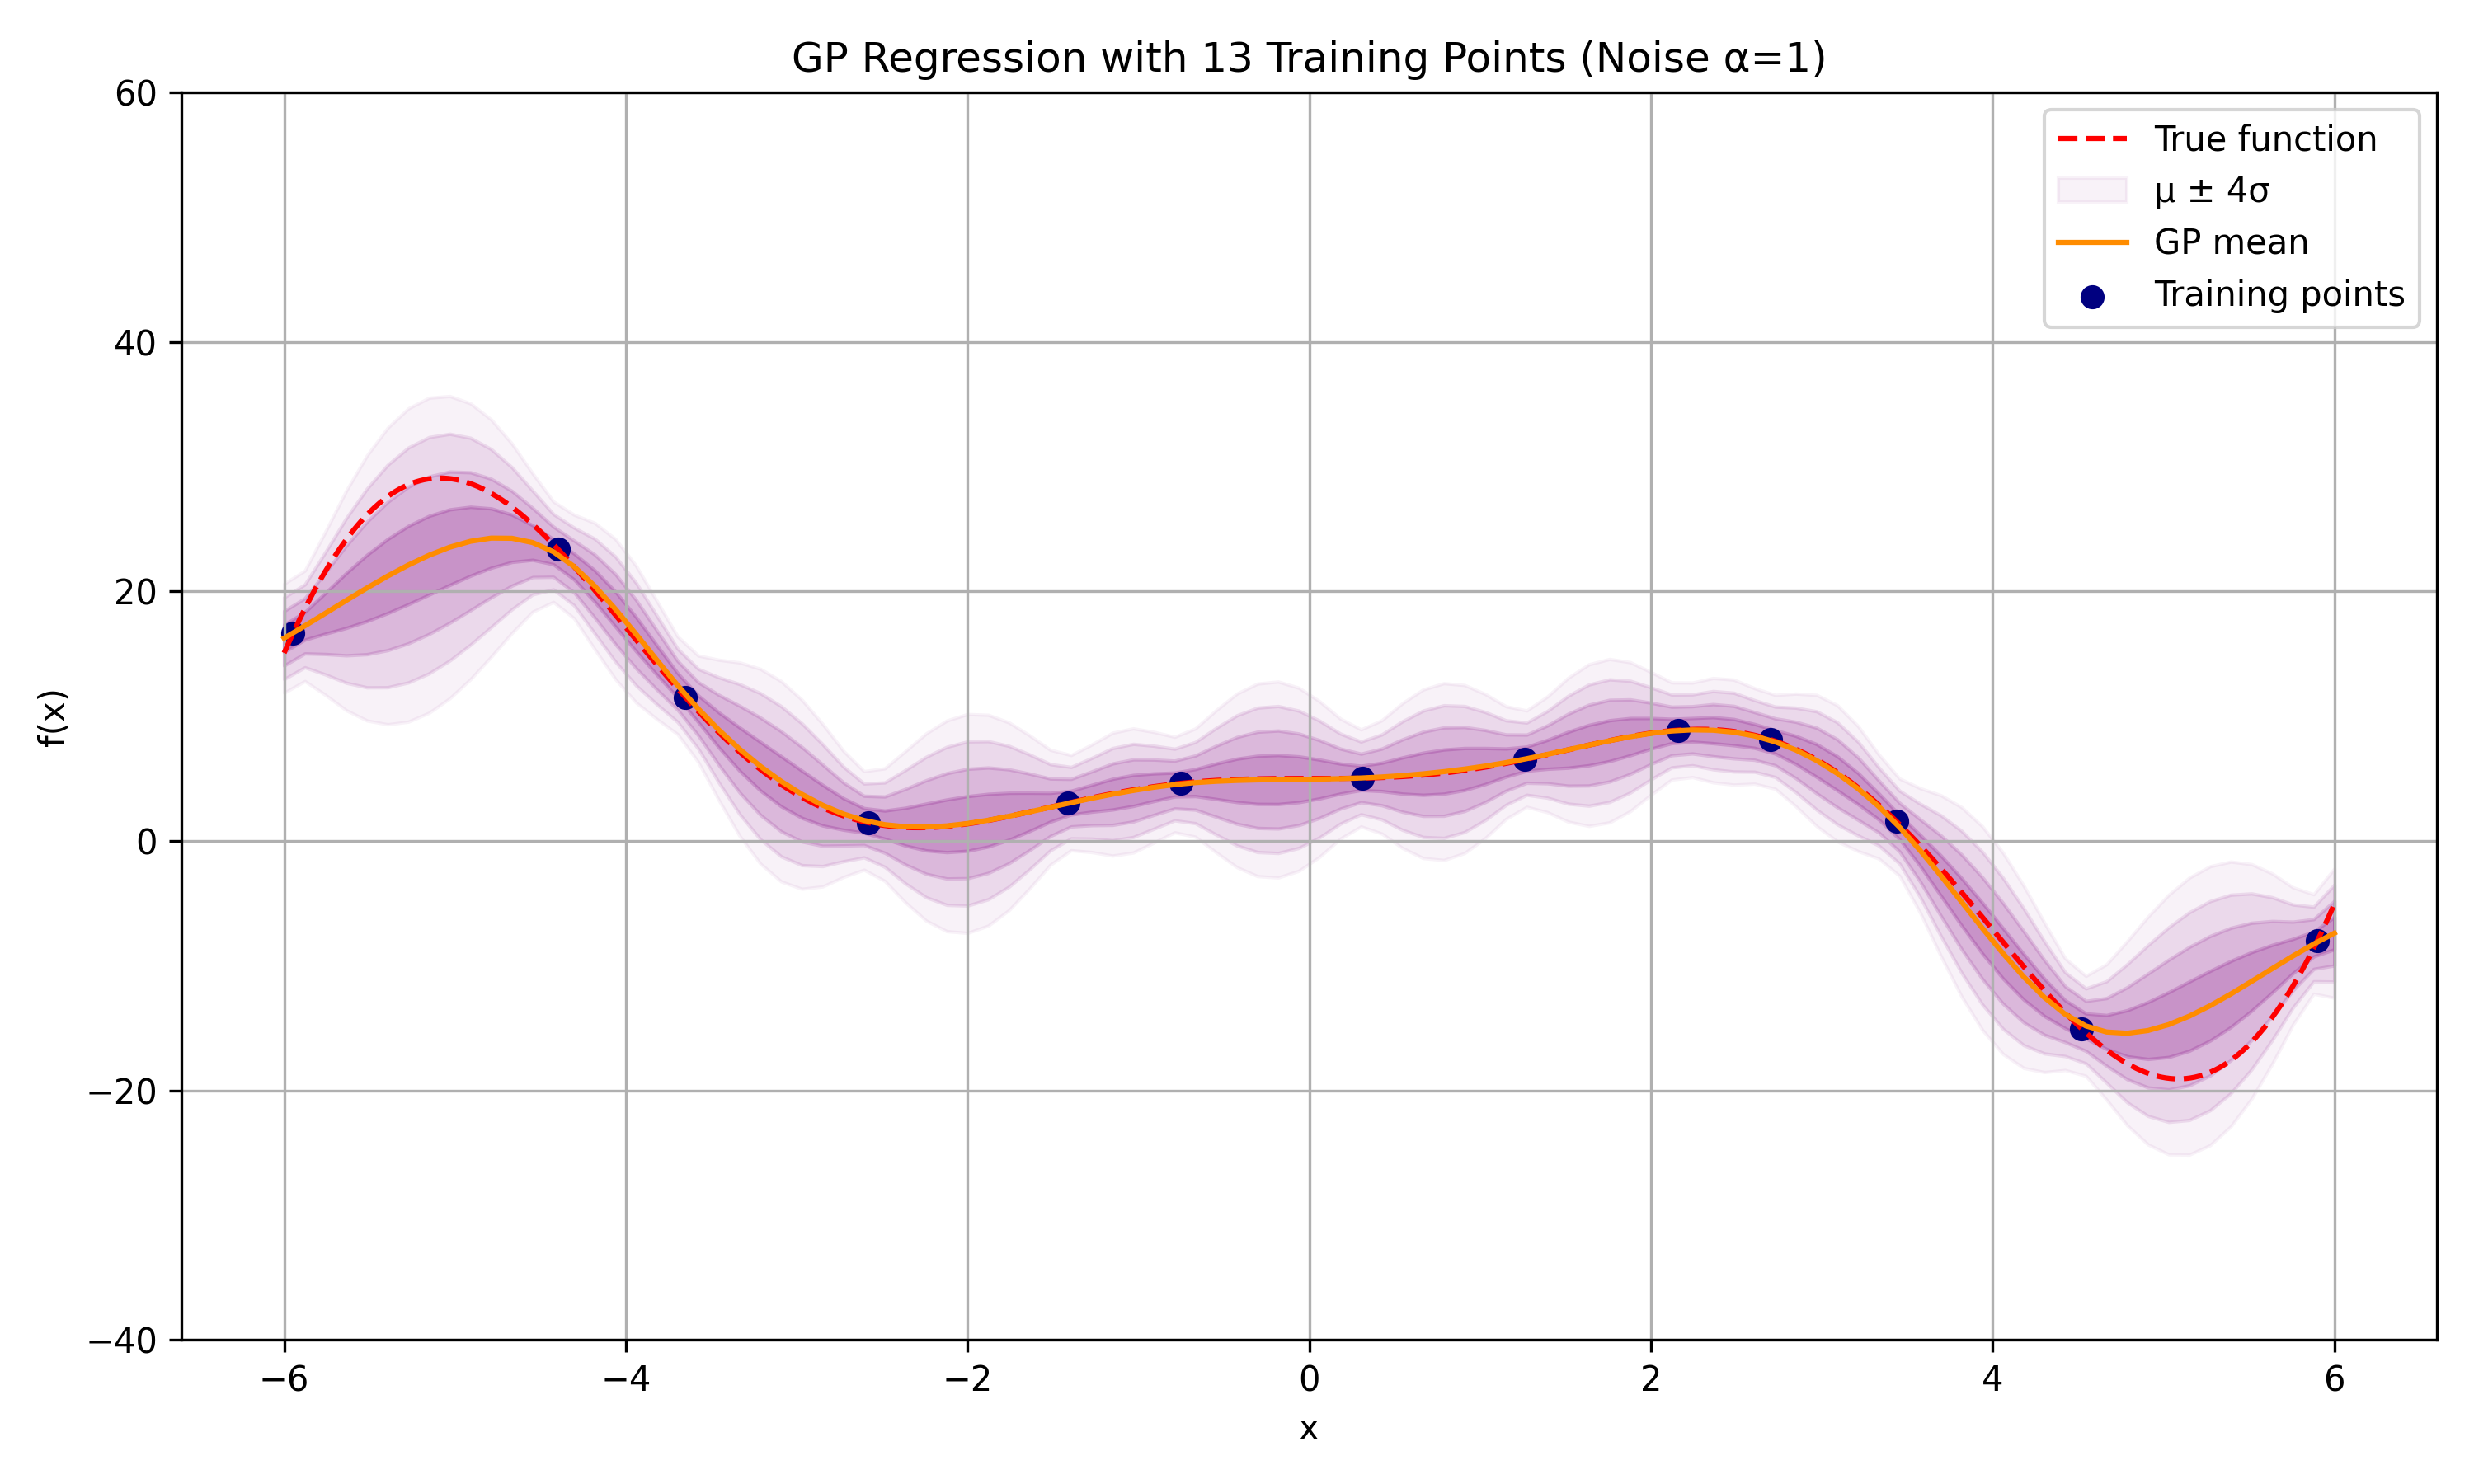 GP Regression with 13 Training Points (Noise α=1)
60
40
20
0
−20
−40
f(x)
True function
μ ± 4σ
GP mean
Training points
−6
−4
−2
0
2
4
6
x